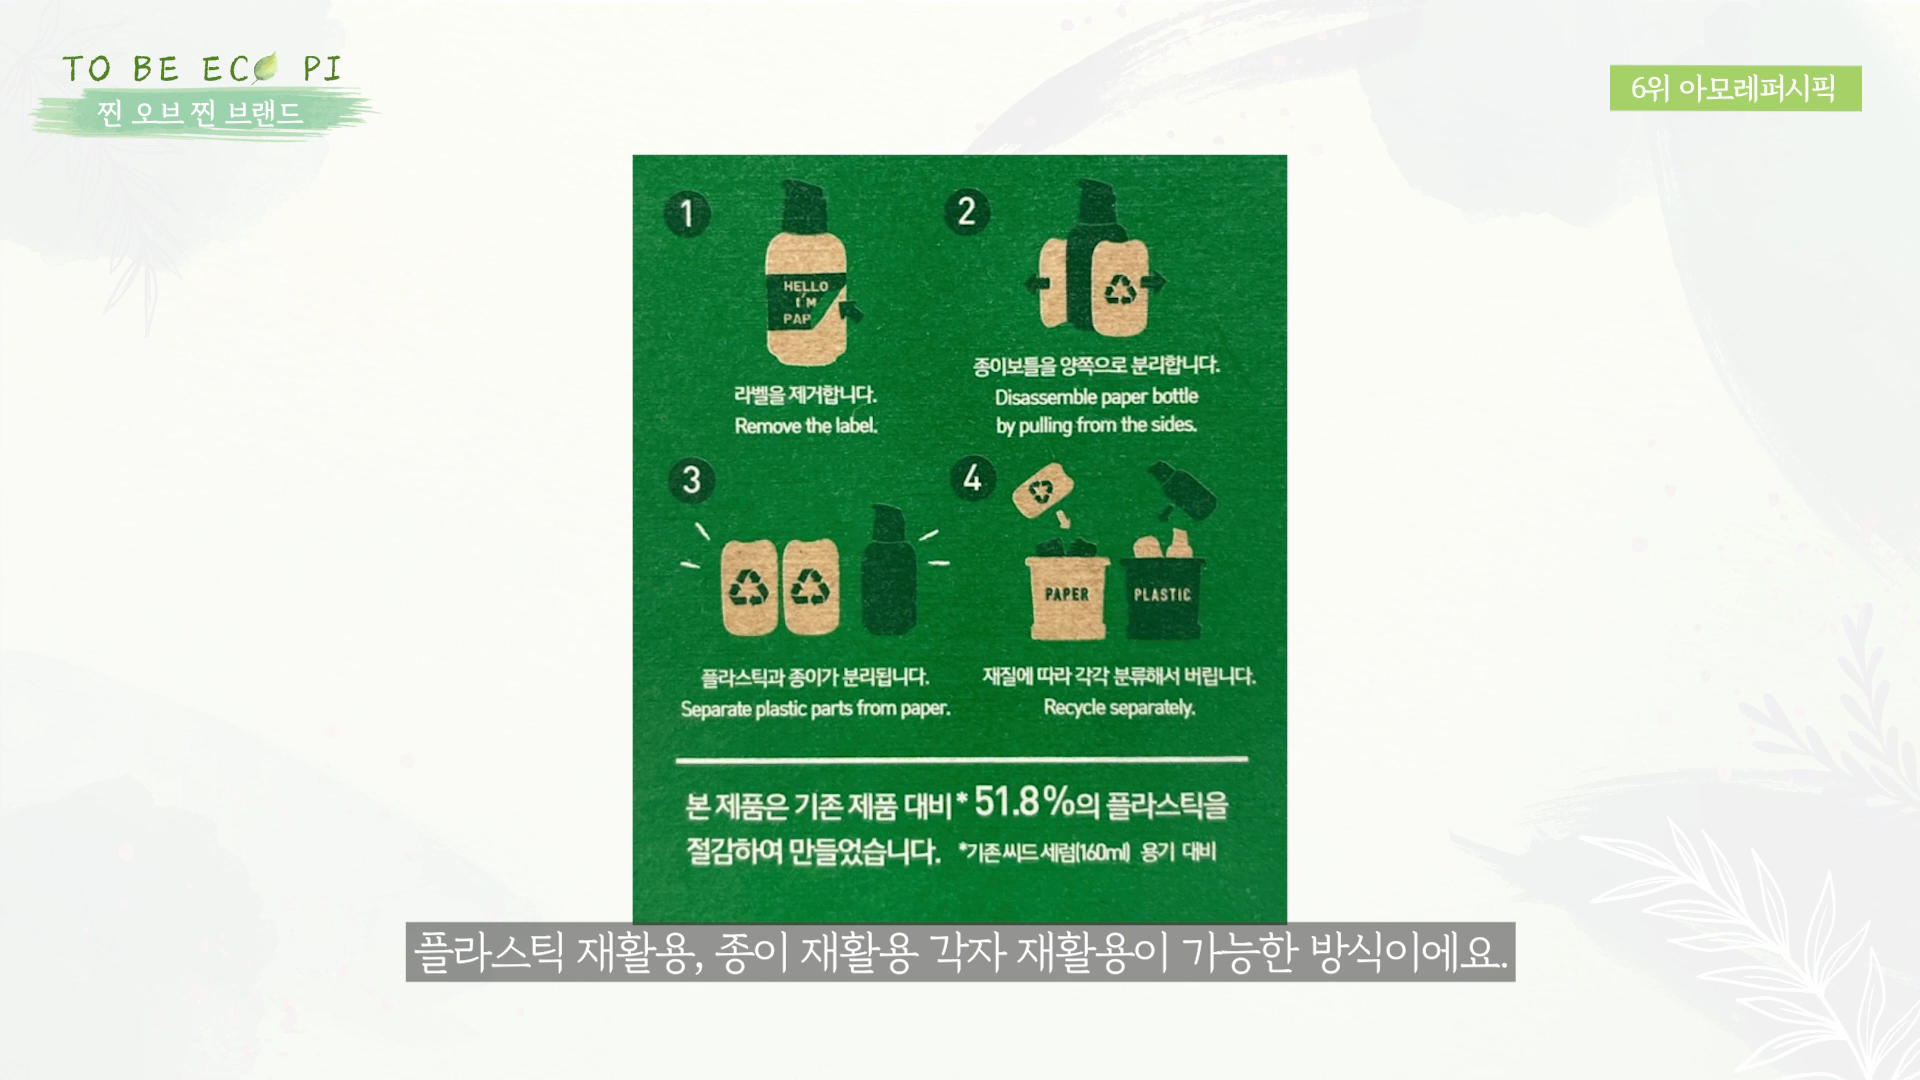 TO BE ECO PI
찐 오브 찐 브랜드
6위 아모레퍼시픽
1
HELLO
I'M
PAP
라벨을 제거합니다.
Remove the label.
2
종이보틀을 양쪽으로 분리합니다.
Disassemble paper bottle
by pulling from the sides.
3
플라스틱과 종이가 분리됩니다.
Separate plastic parts from paper.
4
PAPER
PLASTIC
재질에 따라 각각 분류해서 버립니다.
Recycle separately.
본 제품은 기존 제품 대비* 51.8%의 플라스틱을
절감하여 만들었습니다. *기존 씨드 세럼(160ml) 용기 대비
플라스틱 재활용, 종이 재활용 각자 재활용이 가능한 방식이에요.